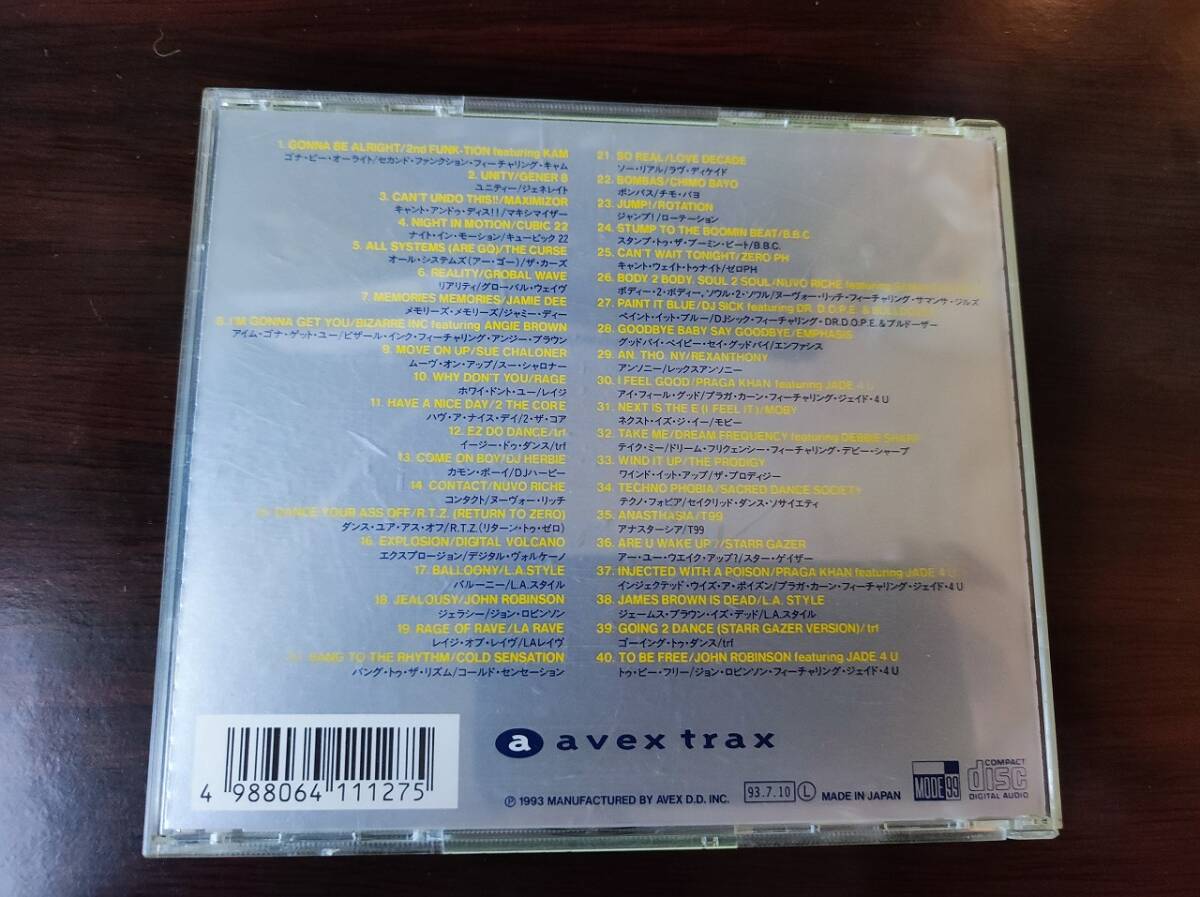 1. GONNA BE ALRIGHT/2nd FUNK-TION featuring KAM
ゴナ・ビー・オーライト/セカンド・ファンクション・フィーチャリング・キャム
2. UNITY/GENER 8
ユニティー/ジェネレイト
3. CAN'T UNDO THIS!!/MAXIMIZOR
キャント・アンドゥ・ディス!!/マキシマイザー
4. NIGHT IN MOTION/CUBIC 22
ナイト・イン・モーション/キュービック 22
5. ALL SYSTEMS (ARE GO)/THE CURSE
オール・システムズ(アー・ゴー)/ザ・カーズ
6. REALITY/GROBAL WAVE
リアリティ/グローバル・ウェイヴ
7. MEMORIES MEMORIES/JAMIE DEE
メモリーズ・メモリーズ/ジャミー・ディー
8. I'M GONNA GET YOU/BIZARRE INC featuring ANGIE BROWN
アイム・ゴナ・ゲット・ユー/ビザール・インク・フィーチャリング・アンジー・ブラウン
9. MOVE ON UP/SUE CHALONER
ムーヴ・オン・アップ/スー・シャロナー
10. WHY DON'T YOU/RAGE
ホワイ・ドント・ユー/レイジ
11. HAVE A NICE DAY/2 THE CORE
ハヴ・ア・ナイス・デイ/2・ザ・コア
12. EZ DO DANCE/trf
イージー・ドゥ・ダンス/trf
13. COME ON BOY/DJ HERBIE
カモン・ボーイ/DJハービー
14. CONTACT/NUVO RICHE
コンタクト/ヌーヴォー・リッチ
DANCE YOUR ASS OFF/R.T.Z. (RETURN TO ZERO)
ダンス・ユア・アス・オフ/R.T.Z.(リターン・トゥ・ゼロ)
16. EXPLOSION/DIGITAL VOLCANO
エクスプロージョン/デジタル・ヴォルケーノ
17. BALLOGNY/L.A.STYLE
バルーニー/L.A.スタイル
18. JEALOUSY/JOHN ROBINSON
ジェラシー/ジョン・ロビンソン
19. RAGE OF RAVE/LA RAVE
レイジ・オブ・レイヴ/LAレイヴ
BANG TO THE RHYTHM/COLD SENSATION
バング・トゥ・ザ・リズム/コールド・センセーション
21. SO REAL/LOVE DECADE
ソー・リアル/ラヴ・ディケイド
22. BOMBAS/CHIMO BAYO
ボンバス/チモ・バヨ
23. JUMP!/ROTATION
ジャンプ!/ローテーション
24. STUMP TO THE BOOMIN BEAT/B.B.C
スタンプ・トゥ・ザ・ブーミン・ビート/B.B.C.
25. CAN'T WAIT TONIGHT/ZERO PH
キャント・ウェイト・トゥナイト/ゼロPH
26. BODY 2 BODY, SOUL 2 SOUL/NUVO RICHE featuring
ボディー・2・ボディー、ソウル・2・ソウル/ヌーヴォー・リッチ・フィーチャリング・サマンサ・ジルズ
27. PAINT IT BLUE/DJ SICK featuring DR. D.O.P.E. & BULLDOZER
ペイント・イット・ブルー/DJシック・フィーチャリング・DR.D.O.P.E.&ブルドーザー
28. GOODBYE BABY SAY GOODBYE/EMPHASIS
グッドバイ・ベイビー・セイ・グッドバイ/エンファシス
29. AN. THO. NY/REXANTHONY
アンソニー/レックスアンソニー
30. I FEEL GOOD/PRAGA KHAN featuring JADE 4 U
アイ・フィール・グッド/プラガ・カーン・フィーチャリング・ジェイド・4 U
31. NEXT IS THE E (I FEEL IT)/MOBY
ネクスト・イズ・ジ・イー/モビー
32. TAKE ME/DREAM FREQUENCY featuring DEBBIE SHARP
テイク・ミー/ドリーム・フリクェンシー・フィーチャリング・デビー・シャープ
33. WIND IT UP/THE PRODIGY
ワインド・イット・アップ/ザ・プロディジー
34. TECHNO PHOBIA/SACRED DANCE SOCIETY
テクノ・フォビア/セイクリッド・ダンス・ソサイエティ
35. ANASTHASIA/T99
アナスターシア/T99
36. ARE U WAKE UP?/STARR GAZER
アー・ユー・ウエイク・アップ?/スター・ゲイザー
37. INJECTED WITH A POISON/PRAGA KHAN featuring JADE 4 U
インジェクテッド・ウイズ・ア・ポイズン/プラガ・カーン・フィーチャリング・ジェイド・4 U
38. JAMES BROWN IS DEAD/L.A. STYLE
ジェームス・ブラウン・イズ・デッド/L.A.スタイル
39. GOING 2 DANCE (STARR GAZER VERSION)/trf
ゴーイング・トゥ・ダンス/trf
40. TO BE FREE/JOHN ROBINSON featuring JADE 4 U
トゥ・ビー・フリー/ジョン・ロビンソン・フィーチャリング・ジェイド・4 U
a avex trax
4 988064 111275
Ⓟ 1993 MANUFACTURED BY AVEX D.D. INC.
93.7.10 Ⓛ MADE IN JAPAN
MODE 99
COMPACT disc DIGITAL AUDIO